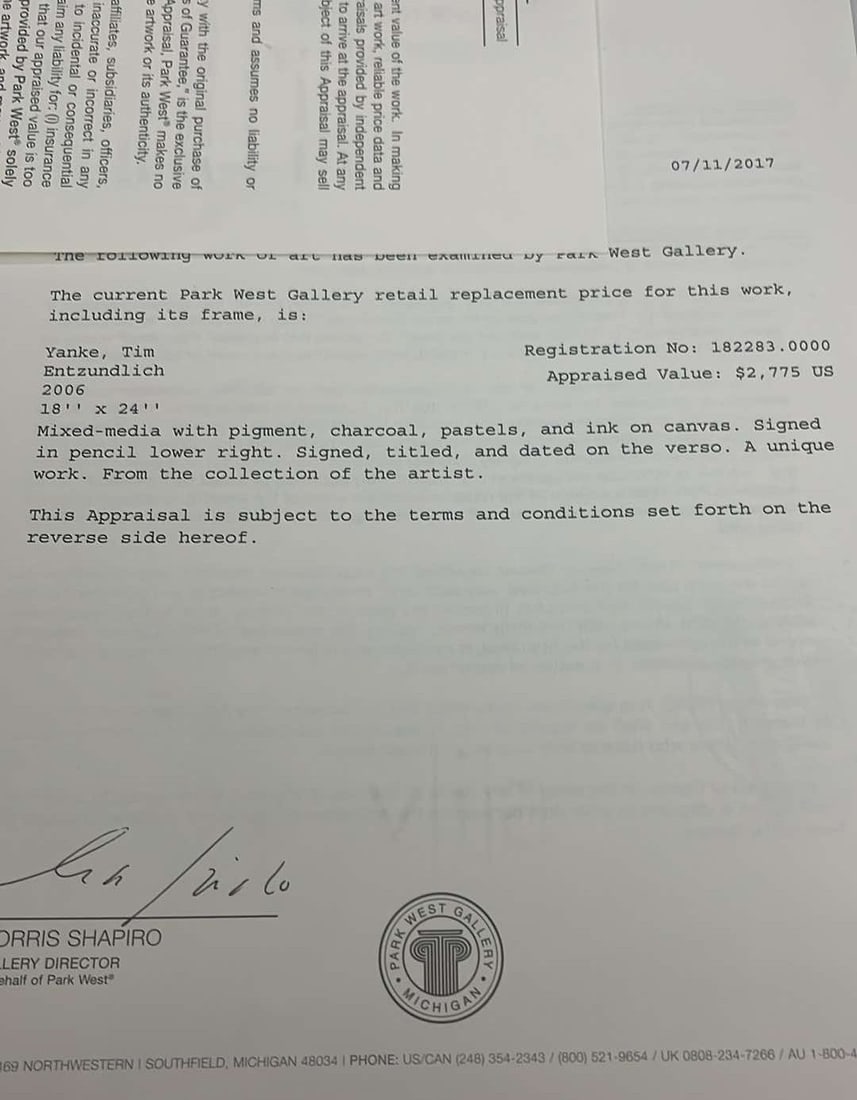 ppraisal
nt value of the work. In making
art work, reliable price data and
aisals provided by independent
to arrive at the appraisal. At any
bject of this Appraisal may sell
ms and assumes no liability or
y with the original purchase of
s of Guarantee," is the exclusive
Appraisal, Park West® makes no
e artwork or its authenticity.
affiliates, subsidiaries, officers,
inaccurate or incorrect in any
to incidental or consequential
aim any liability for: (i) insurance
that our appraised value is too
provided by Park West® solely
07/11/2017
The following work of art has been examined by Park West Gallery.
The current Park West Gallery retail replacement price for this work,
including its frame, is:
Yanke, Tim
Registration No: 182283.0000
Entzundlich
Appraised Value: $2,775 US
2006
18'' x 24''
Mixed-media with pigment, charcoal, pastels, and ink on canvas. Signed
in pencil lower right. Signed, titled, and dated on the verso. A unique
work. From the collection of the artist.
This Appraisal is subject to the terms and conditions set forth on the
reverse side hereof.
ORRIS SHAPIRO
LLERY DIRECTOR
ehalf of Park West®
PARK WEST GALLERY • MICHIGAN •
469 NORTHWESTERN | SOUTHFIELD, MICHIGAN 48034 | PHONE: US/CAN (248) 354-2343 / (800) 521-9654 / UK 0808-234-7266 / AU 1-800-4